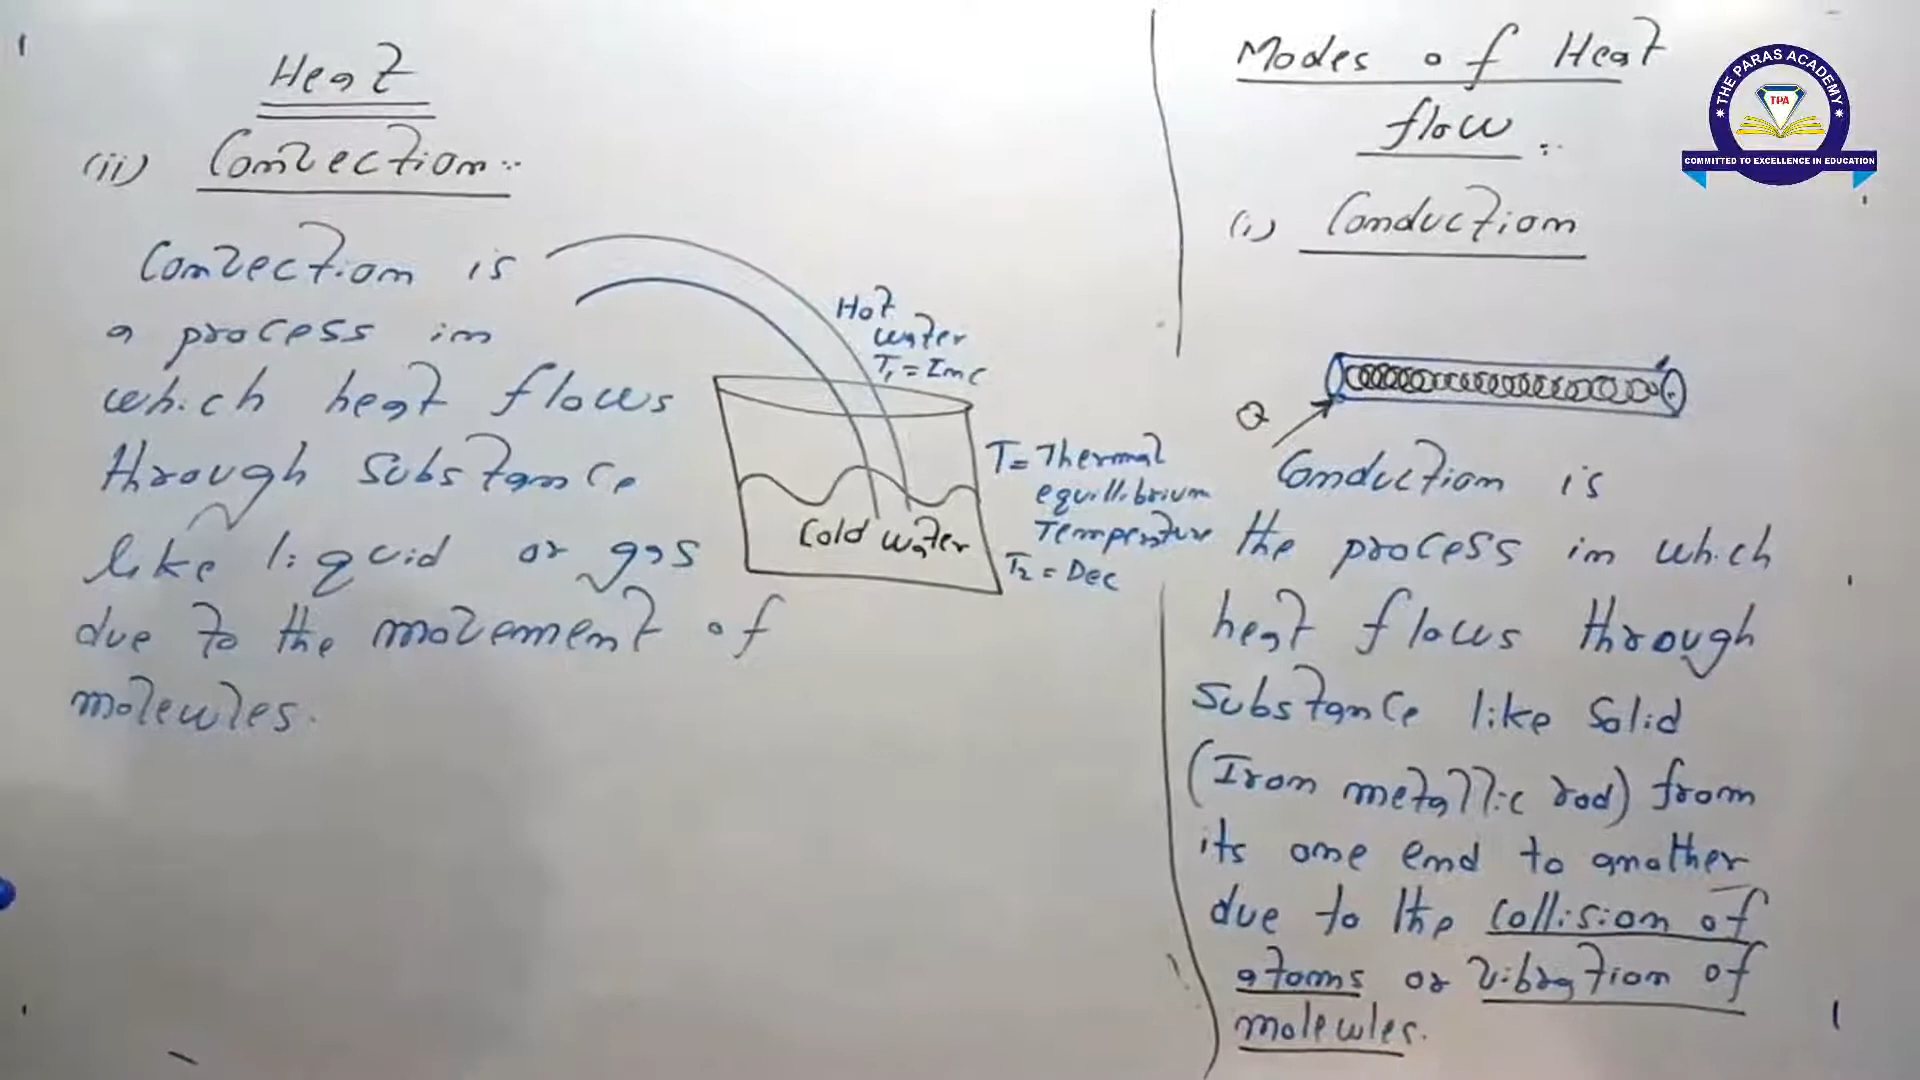 Heat
(ii) Convection:-
Convection is
a process in
which heat flows
through substance
like liquid or gas
due to the movement of
molecules.
Hot
water
T₁ = Inc
Cold water
T = Thermal
equillibrium
Temperature
T₂ = Dec
Modes of Heat
flow :-
(i) Conduction
Q
Conduction is
the process in which
heat flows through
substance like solid
(Iron metallic rod) from
its one end to another
due to the collision of
atoms or vibration of
molecules.
THE PARAS ACADEMY
TPA
COMMITTED TO EXCELLENCE IN EDUCATION